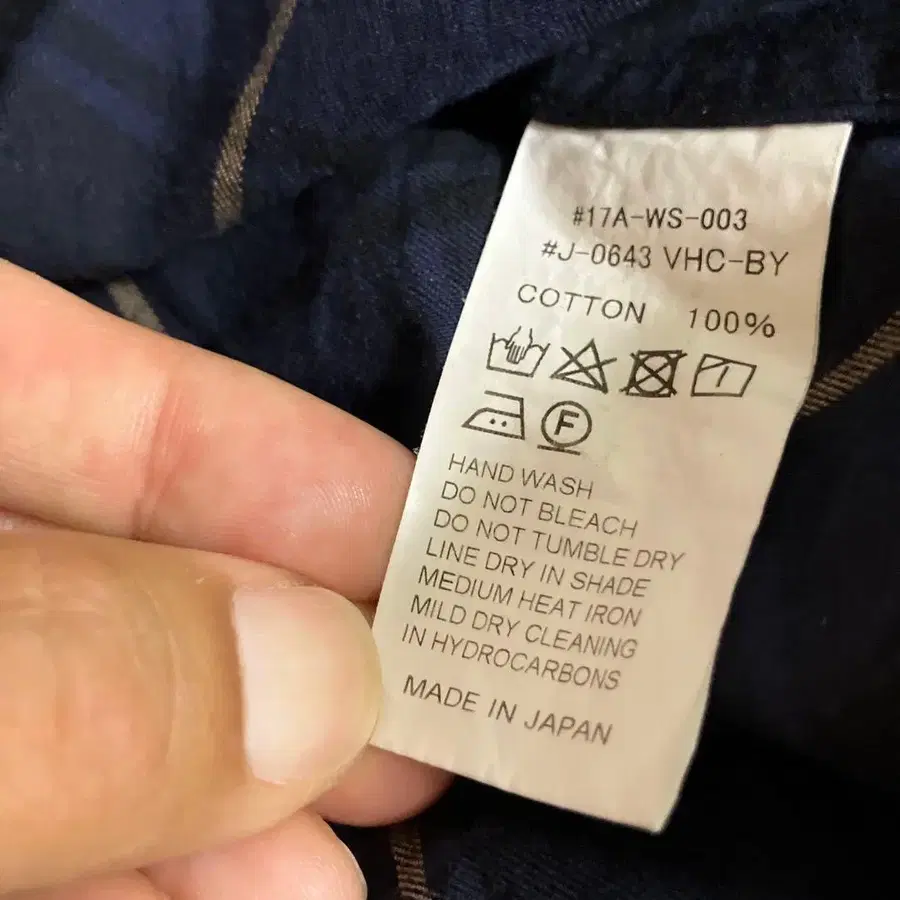 #17A-WS-003
#J-0643 VHC-BY
COTTON 100%
F
HAND WASH
DO NOT BLEACH
DO NOT TUMBLE DRY
LINE DRY IN SHADE
MEDIUM HEAT IRON
MILD DRY CLEANING
IN HYDROCARBONS
MADE IN JAPAN